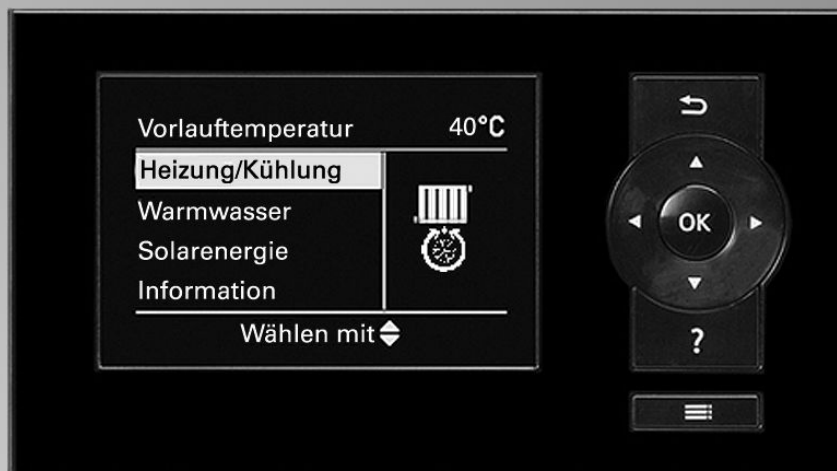 Vorlauftemperatur 40°C
Heizung/Kühlung
Warmwasser
Solarenergie
Information
Wählen mit
OK
?